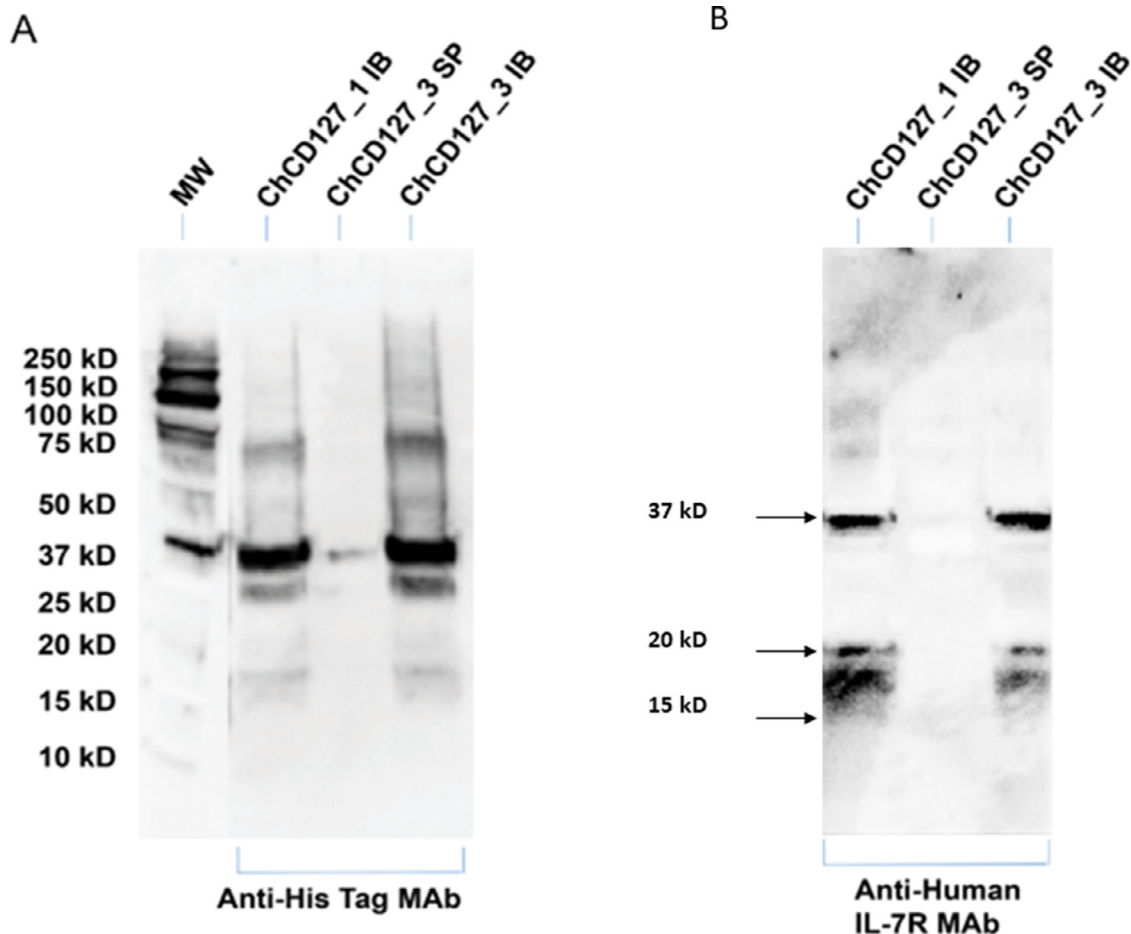 A
MW
ChCD127_1 IB
ChCD127_3 SP
ChCD127_3 IB
250 kD
150 kD
100 kD
75 kD
50 kD
37 kD
25 kD
20 kD
15 kD
10 kD
Anti-His Tag MAb
B
ChCD127_1 IB
ChCD127_3 SP
ChCD127_3 IB
37 kD
20 kD
15 kD
Anti-Human
IL-7R MAb